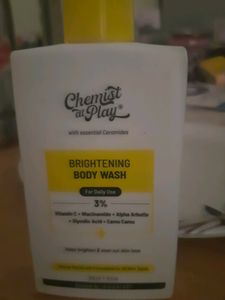 Chemist
at Play®
with essential Ceramides
BRIGHTENING
BODY WASH
For Daily Use
3%
Vitamin C + Niacinamide + Alpha Arbutin
+ Glycolic Acid + Camu Camu